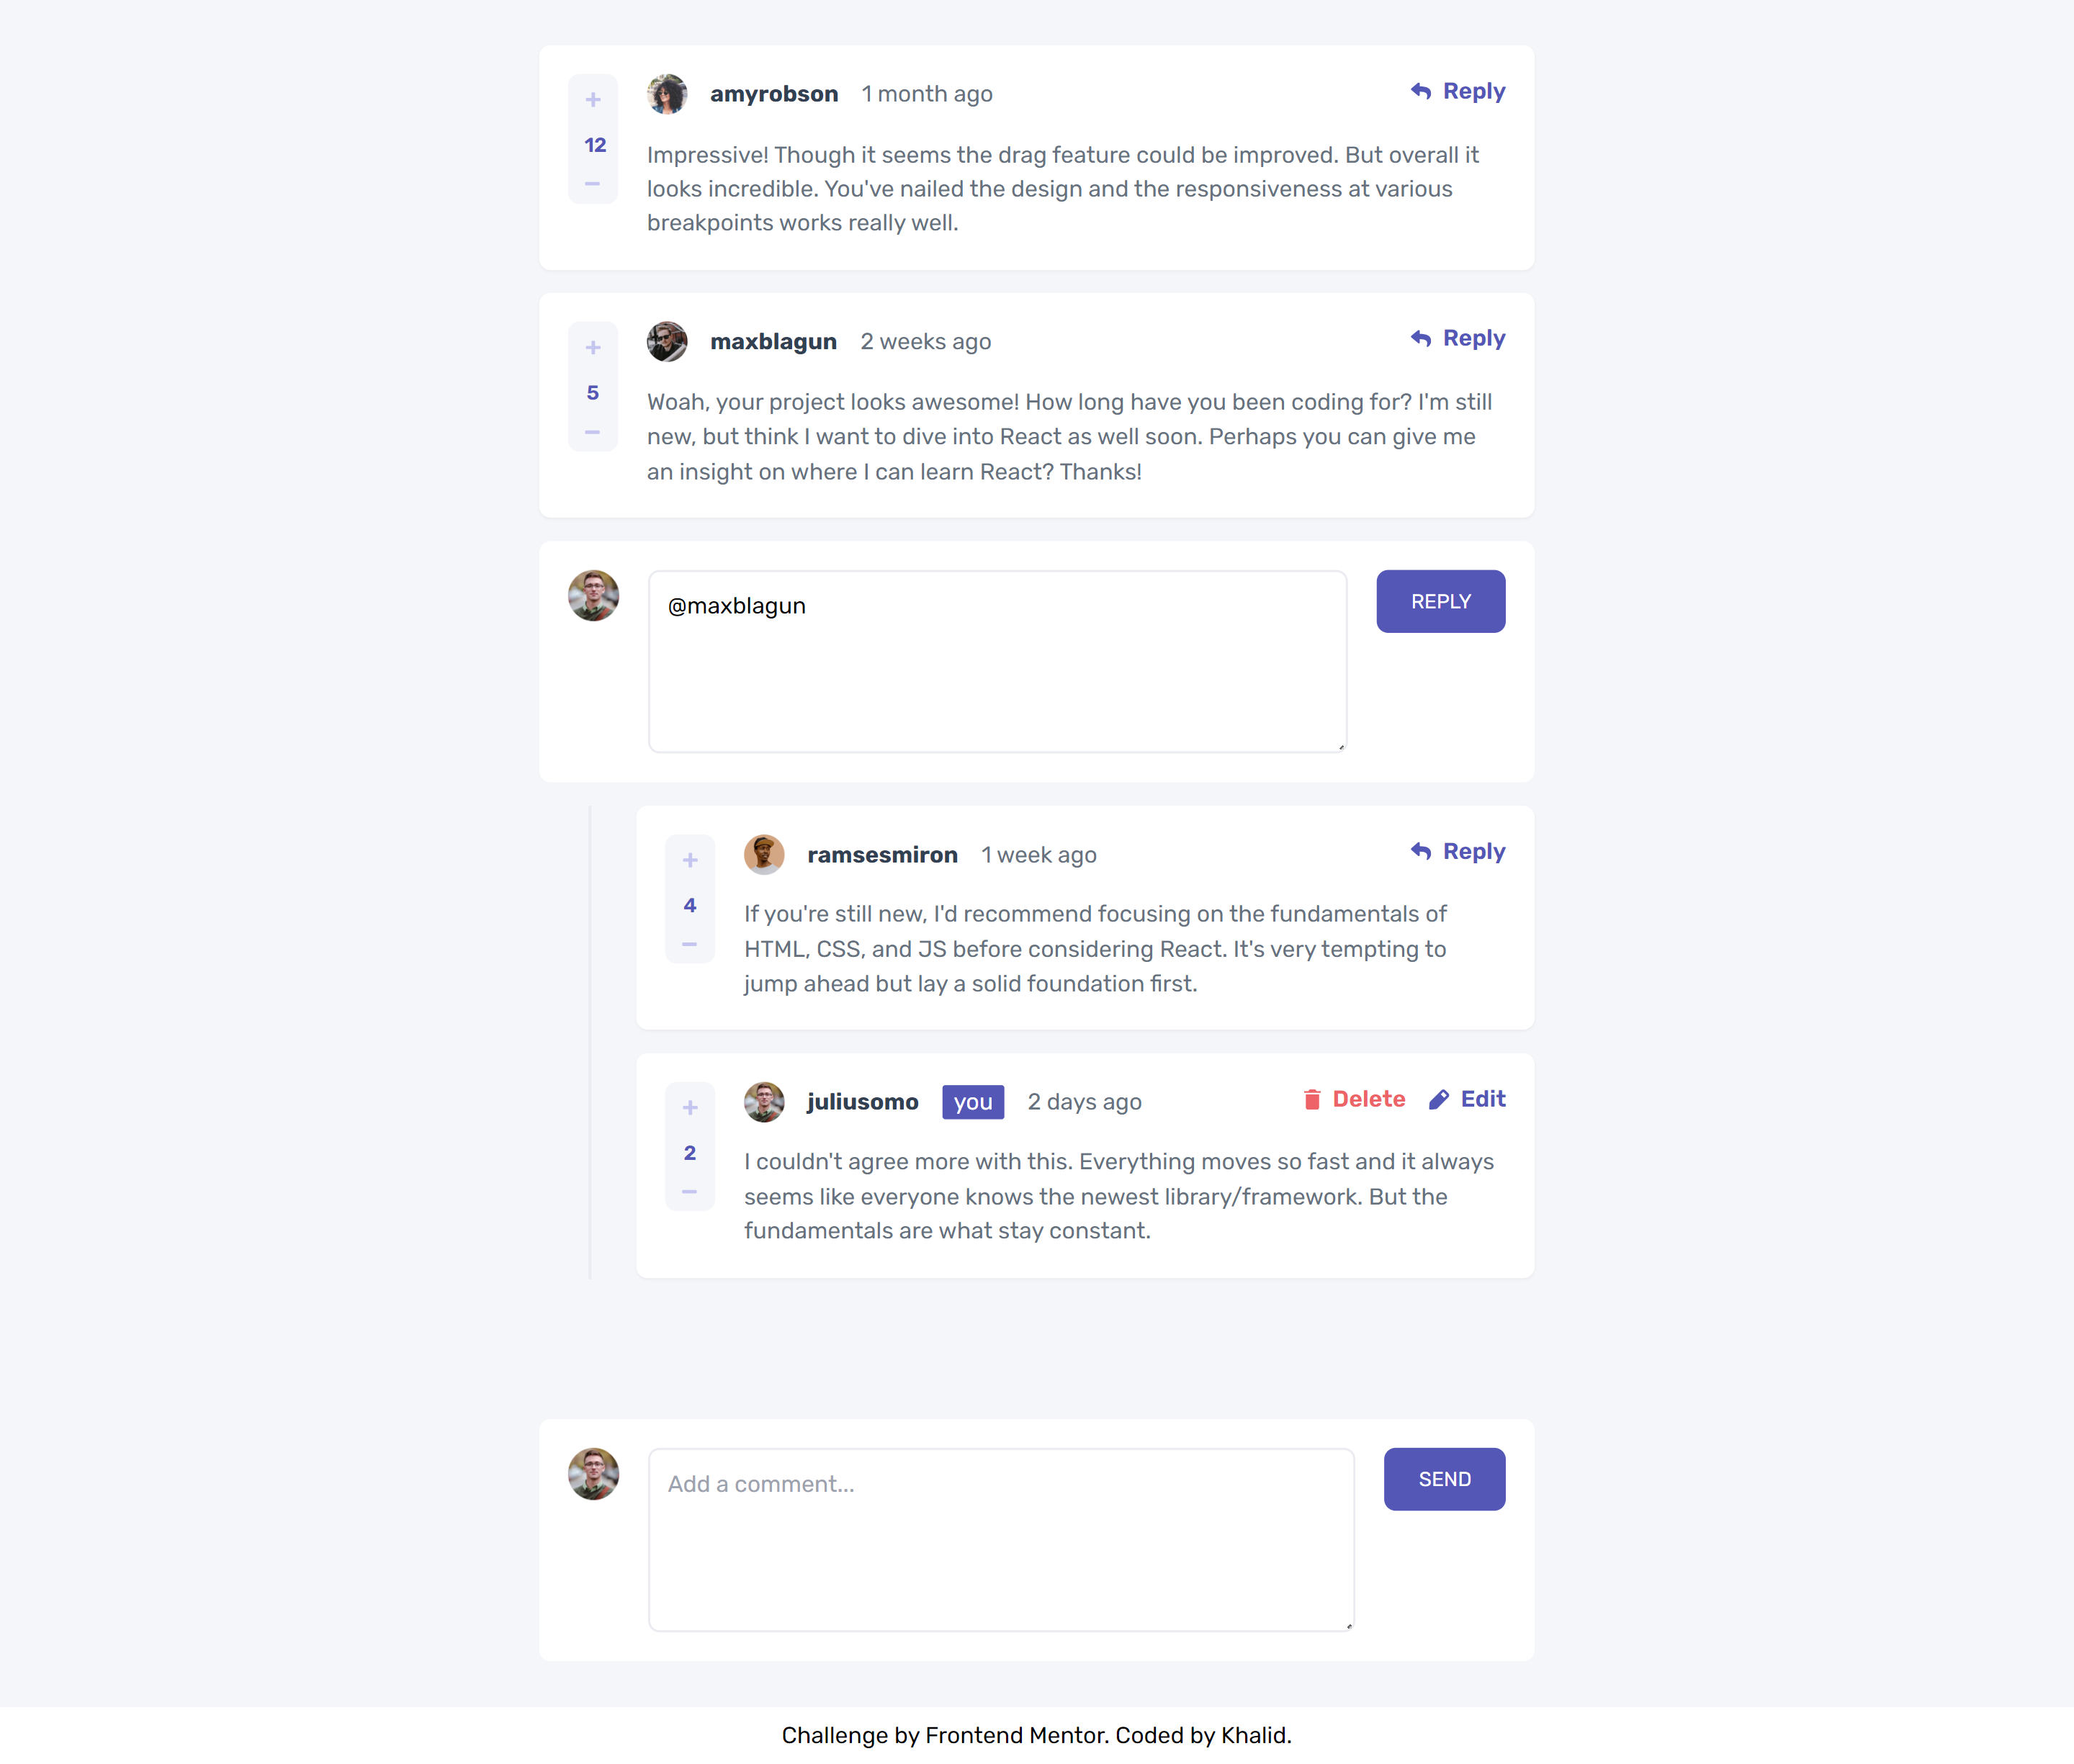 +
12
−
amyrobson 1 month ago
Reply
Impressive! Though it seems the drag feature could be improved. But overall it
looks incredible. You've nailed the design and the responsiveness at various
breakpoints works really well.
+
5
−
maxblagun 2 weeks ago
Reply
Woah, your project looks awesome! How long have you been coding for? I'm still
new, but think I want to dive into React as well soon. Perhaps you can give me
an insight on where I can learn React? Thanks!
@maxblagun
REPLY
+
4
−
ramsesmiron 1 week ago
Reply
If you're still new, I'd recommend focusing on the fundamentals of
HTML, CSS, and JS before considering React. It's very tempting to
jump ahead but lay a solid foundation first.
+
2
−
juliusomo you 2 days ago
Delete Edit
I couldn't agree more with this. Everything moves so fast and it always
seems like everyone knows the newest library/framework. But the
fundamentals are what stay constant.
Add a comment...
SEND
Challenge by Frontend Mentor. Coded by Khalid.